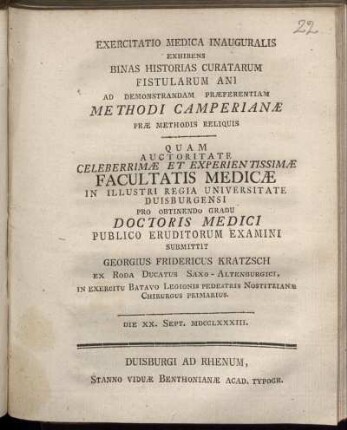 22
EXERCITATIO MEDICA INAUGURALIS
EXHIBENS
BINAS HISTORIAS CURATARUM
FISTULARUM ANI
AD DEMONSTRANDAM PRÆFERENTIAM
METHODI CAMPERIANÆ
PRÆ METHODIS RELIQUIS
QUAM
AUCTORITATE
CELEBERRIMÆ ET EXPERIENTISSIMÆ
FACULTATIS MEDICÆ
IN ILLUSTRI REGIA UNIVERSITATE
DUISBURGENSI
PRO OBTINENDO GRADU
DOCTORIS MEDICI
PUBLICO ERUDITORUM EXAMINI
SUBMITTIT
GEORGIUS FRIDERICUS KRATZSCH
EX RODA DUCATUS SAXO-ALTENBURGICI,
IN EXERCITU BATAVO LEGIONIS PEDESTRIS NOSTITZIANÆ
CHIRURGUS PRIMARIUS.
DIE XX. SEPT. MDCCLXXXIII.
DUISBURGI AD RHENUM,
STANNO VIDUÆ BENTHONIANÆ ACAD. TYPOGR.